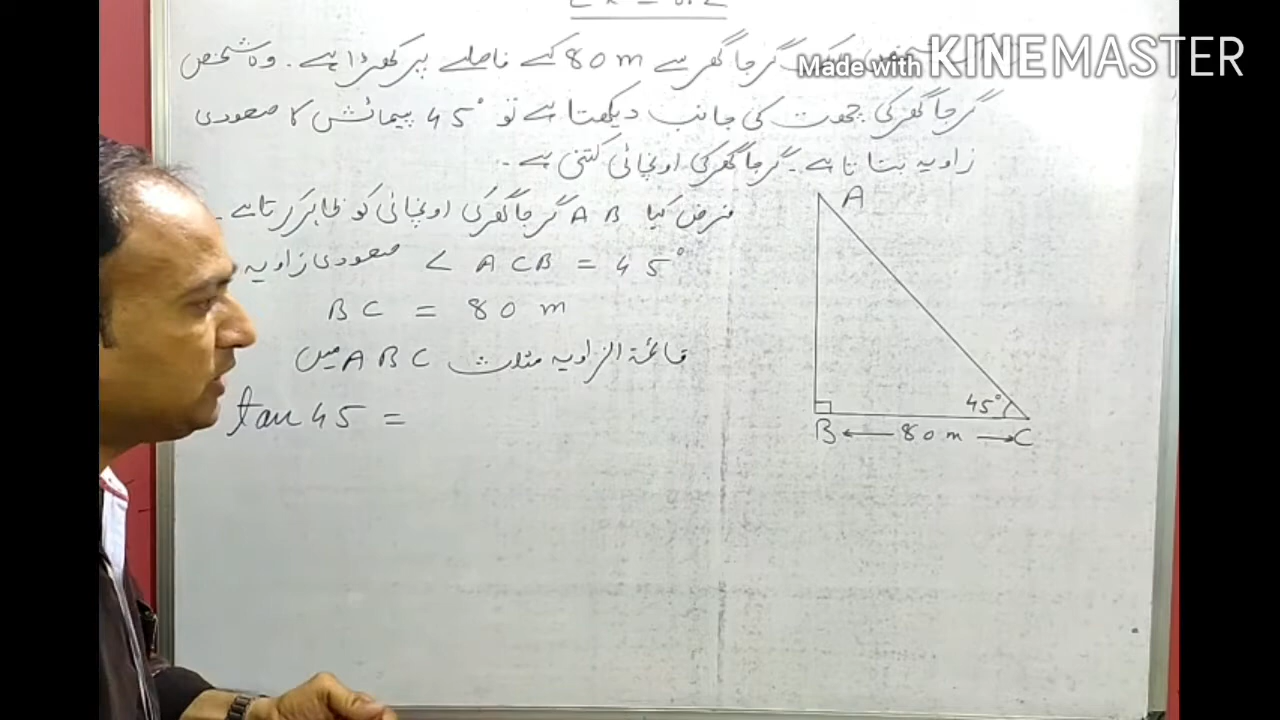 گرجا گھر سے 80 m کے فاصلے پر کھڑا ہے۔ وہ شخص
Made with KINEMASTER
گرجا گھر کی چھت کی جانب دیکھتا ہے تو 45° پیمائش کا صعودی
زاویہ بناتا ہے۔ گرجا گھر کی اونچائی کتنی ہے۔
فرض کیا AB گرجا گھر کی اونچائی کو ظاہر کرتا ہے۔
صعودی زاویہ ∠ ACB = 45°
BC = 80 m
قائمۃ الزاویہ مثلث ABC میں
tan 45 =
A
45°
B ← 80 m → C